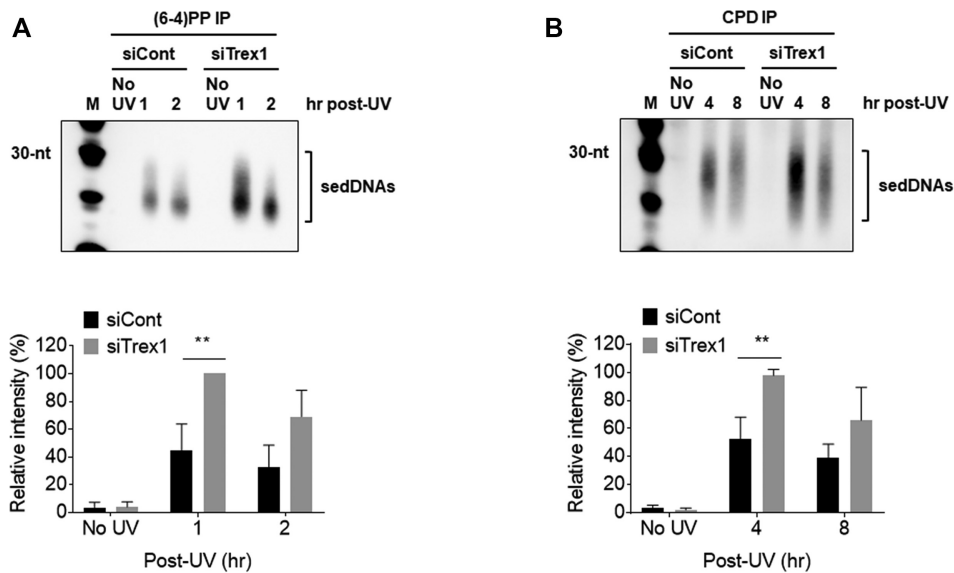 A
(6-4)PP IP
siCont siTrex1
No No
M UV 1 2 UV 1 2 hr post-UV
30-nt
sedDNAs
siCont
siTrex1
Relative intensity (%)
120
100
80
60
40
20
0
**
No UV 1 2
Post-UV (hr)
B
CPD IP
siCont siTrex1
No No
M UV 4 8 UV 4 8 hr post-UV
30-nt
sedDNAs
siCont
siTrex1
Relative intensity (%)
120
100
80
60
40
20
0
**
No UV 4 8
Post-UV (hr)